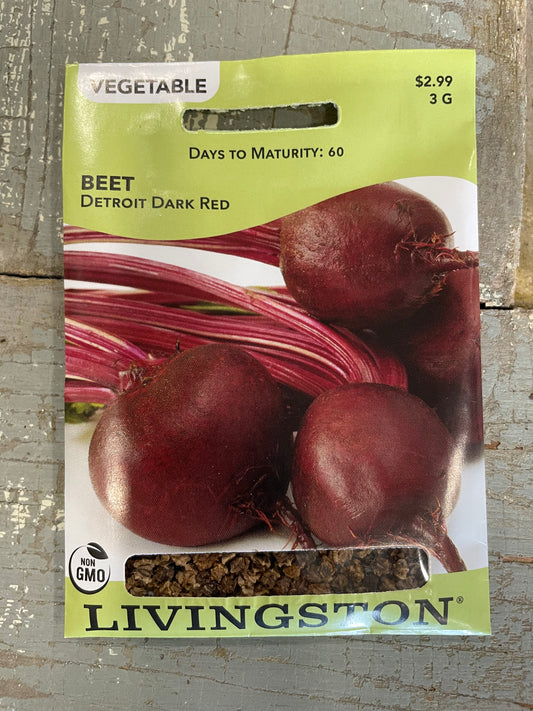 VEGETABLE
$2.99
3 G
DAYS TO MATURITY: 60
BEET
DETROIT DARK RED
NON
GMO
LIVINGSTON®